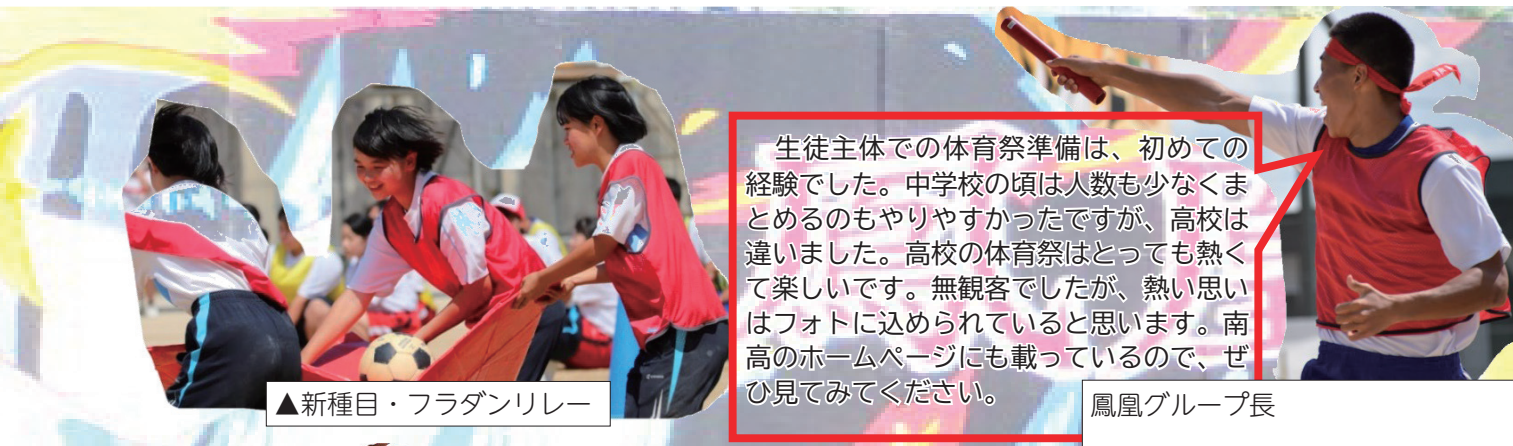 生徒主体での体育祭準備は、初めての
経験でした。中学校の頃は人数も少なくま
とめるのもやりやすかったですが、高校は
違いました。高校の体育祭はとっても熱く
て楽しいです。無観客でしたが、熱い思い
はフォトに込められていると思います。南
高のホームページにも載っているので、ぜ
ひ見てみてください。
▲新種目・フラダンリレー
鳳凰グループ長